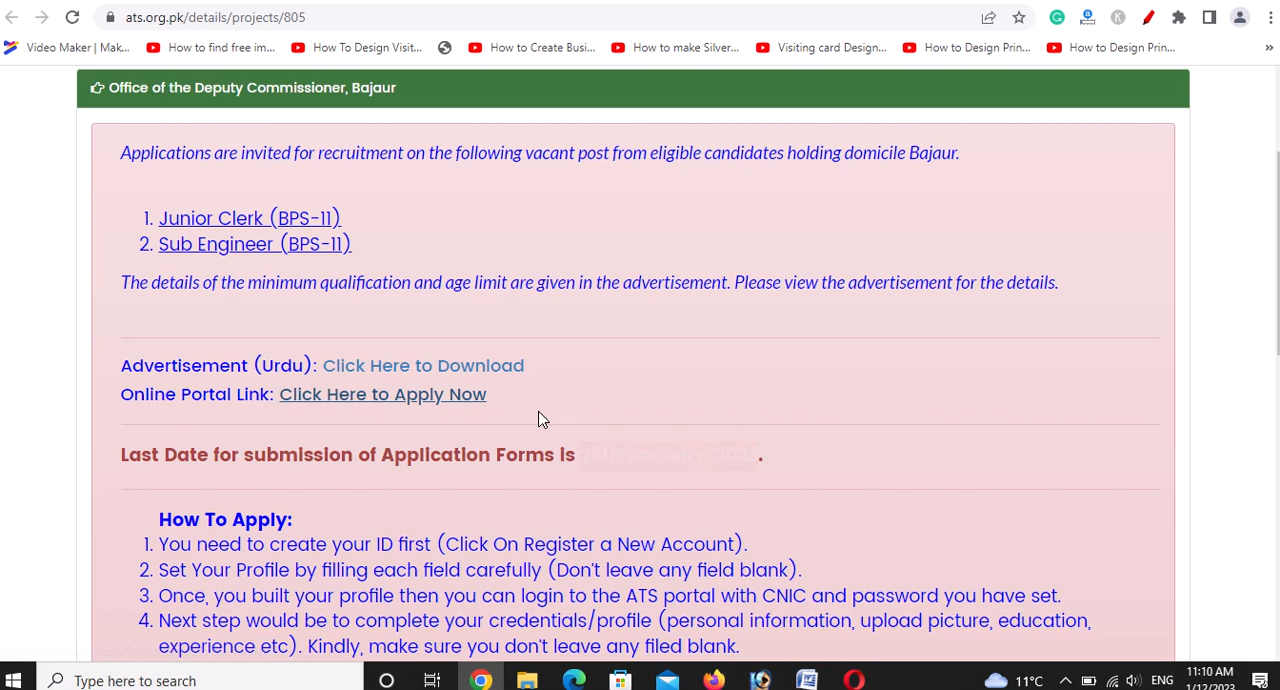 ats.org.pk/details/projects/805
Video Maker | Mak... How to find free im... How To Design Visit... How to Create Busi... How to make Silver... Visiting card Design... How to Design Prin... How to Design Prin... »
Office of the Deputy Commissioner, Bajaur
Applications are invited for recruitment on the following vacant post from eligible candidates holding domicile Bajaur.
1. Junior Clerk (BPS-11)
2. Sub Engineer (BPS-11)
The details of the minimum qualification and age limit are given in the advertisement. Please view the advertisement for the details.
Advertisement (Urdu): Click Here to Download
Online Portal Link: Click Here to Apply Now
Last Date for submission of Application Forms is .
How To Apply:
1. You need to create your ID first (Click On Register a New Account).
2. Set Your Profile by filling each field carefully (Don't leave any field blank).
3. Once, you built your profile then you can login to the ATS portal with CNIC and password you have set.
4. Next step would be to complete your credentials/profile (personal information, upload picture, education,
experience etc). Kindly, make sure you don't leave any filed blank.
Type here to search 11°C ENG 11:10 AM
1/12/2023